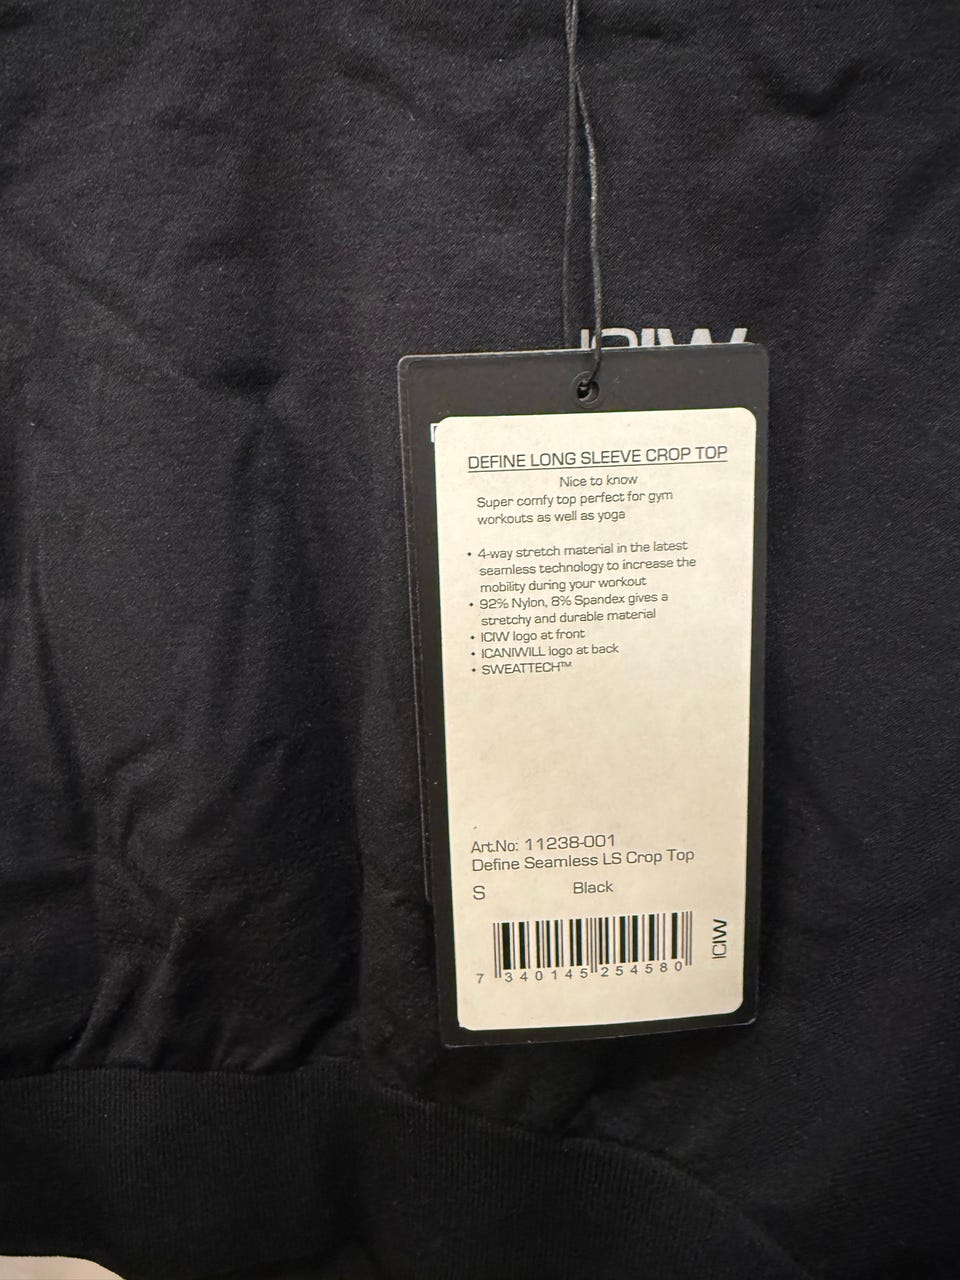 ICIW
DEFINE LONG SLEEVE CROP TOP
Nice to know
Super comfy top perfect for gym
workouts as well as yoga
• 4-way stretch material in the latest
seamless technology to increase the
mobility during your workout
• 92% Nylon, 8% Spandex gives a
stretchy and durable material
• ICIW logo at front
• ICANIWILL logo at back
• SWEATTECH™
Art.No: 11238-001
Define Seamless LS Crop Top
S Black
7 340145 254580
ICIW